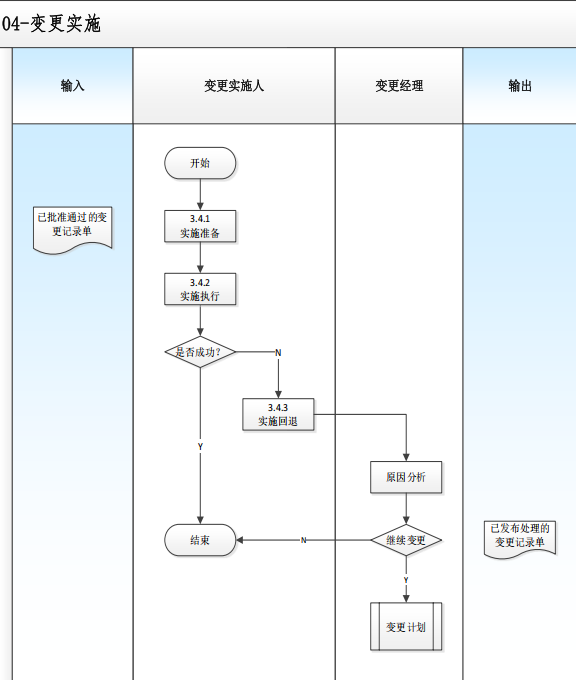 04-变更实施
输入
变更实施人
变更经理
输出
开始
已批准通过的变
更记录单
3.4.1
实施准备
3.4.2
实施执行
是否成功?
N
3.4.3
实施回退
Y
原因分析
结束
N
继续变更
已发布处理的
变更记录单
Y
变更计划